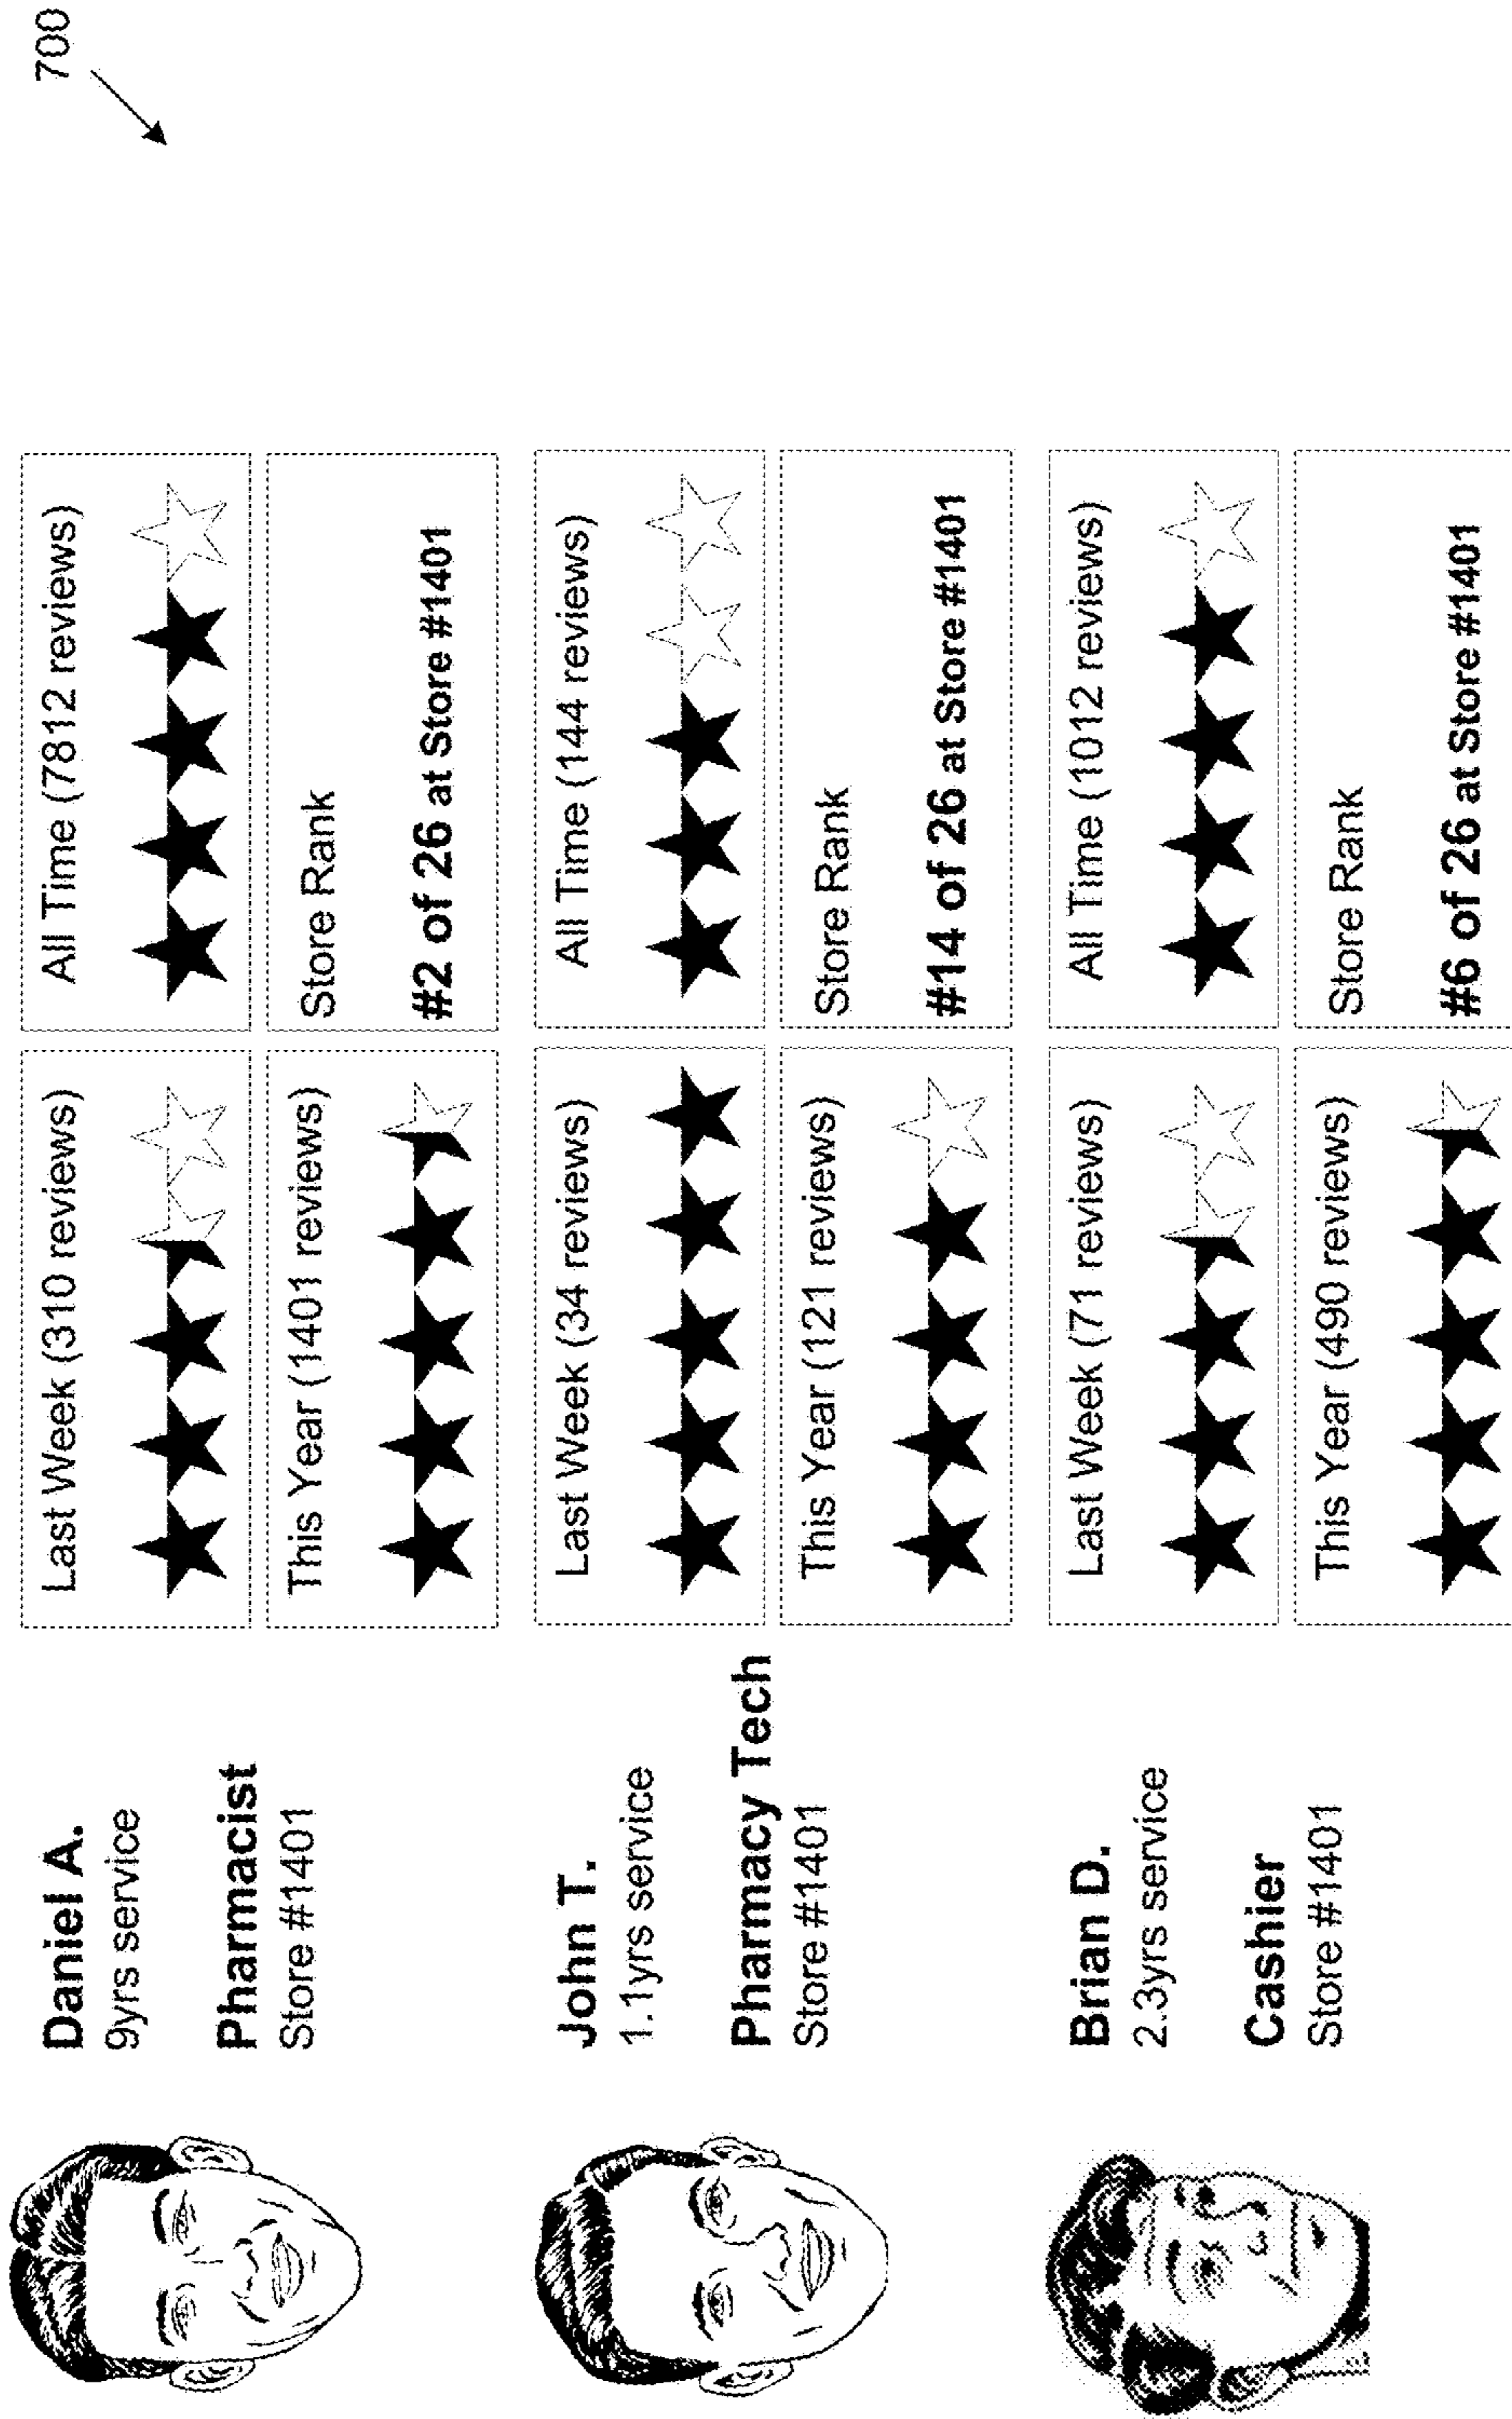 700
Daniel A.
9yrs service
Pharmacist
Store #1401
Last Week (310 reviews)
All Time (7812 reviews)
This Year (1401 reviews)
Store Rank
#2 of 26 at Store #1401
John T.
1.1yrs service
Pharmacy Tech
Store #1401
Last Week (34 reviews)
All Time (144 reviews)
This Year (121 reviews)
Store Rank
#14 of 26 at Store #1401
Brian D.
2.3yrs service
Cashier
Store #1401
Last Week (71 reviews)
All Time (1012 reviews)
This Year (490 reviews)
Store Rank
#6 of 26 at Store #1401